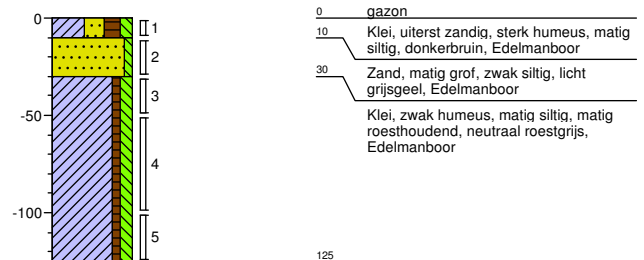 0
-50
-100
1
2
3
4
5
0 gazon
10 Klei, uiterst zandig, sterk humeus, matig
siltig, donkerbruin, Edelmanboor
30 Zand, matig grof, zwak siltig, licht
grijsgeel, Edelmanboor
Klei, zwak humeus, matig siltig, matig
roesthoudend, neutraal roestgrijs,
Edelmanboor
125